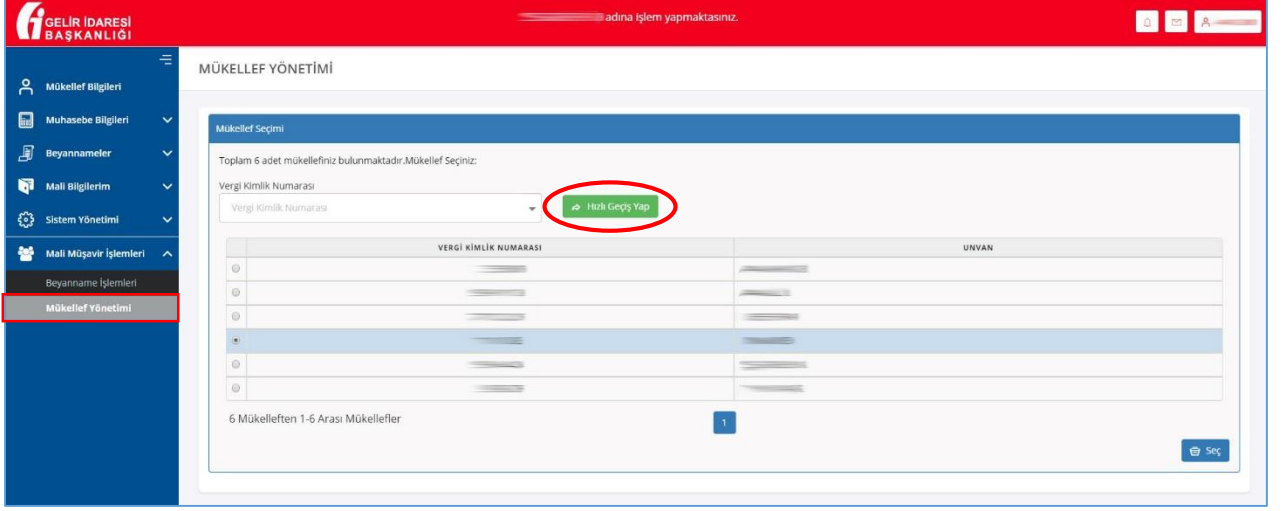 GELİR İDARESİ
BAŞKANLIĞI
adına işlem yapmaktasınız.
MÜKELLEF YÖNETİMİ
Mükellef Bilgileri
Muhasebe Bilgileri
Beyannameler
Mali Bilgilerim
Sistem Yönetimi
Mali Müşavir İşlemleri
Beyanname İşlemleri
Mükellef Yönetimi
Mükellef Seçimi
Toplam 6 adet mükellefiniz bulunmaktadır.Mükellef Seçiniz:
Vergi Kimlik Numarası
Vergi Kimlik Numarası
Hızlı Geçiş Yap
VERGİ KİMLİK NUMARASI UNVAN
6 Mükelleften 1-6 Arası Mükellefler
1
Seç